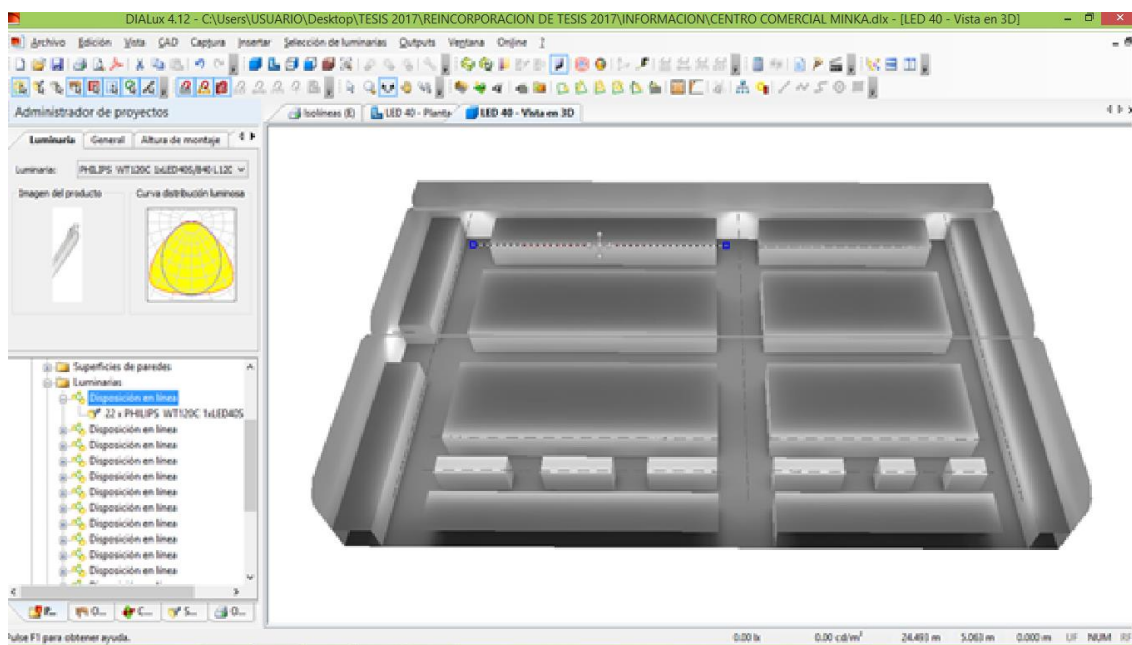 DIALux 4.12 - C:\Users\USUARIO\Desktop\TESIS 2017\REINCORPORACION DE TESIS 2017\INFORMACION\CENTRO COMERCIAL MINKA.dlx - [LED 40 - Vista en 3D]
Archivo Edición Vista CAD Captura Insertar Selección de luminarias Outputs Ventana Online ?
Administrador de proyectos
Isolíneas (E) LED 40 - Planta LED 40 - Vista en 3D
Luminaria General Altura de montaje
Luminaria: PHILIPS WT120C 1xLED40S/840 L12C
Imagen del producto Curva distribución luminosa
Superficies de paredes
Luminarias
Disposición en línea
22 x PHILIPS WT120C 1xLED40S
Disposición en línea
Disposición en línea
Disposición en línea
Disposición en línea
Disposición en línea
Disposición en línea
Disposición en línea
Disposición en línea
Disposición en línea
Disposición en línea
P... O... C... S... O...
Pulse F1 para obtener ayuda. 0.00 lx 0.00 cd/m² 24.493 m 5.063 m 0.000 m UF NUM RF